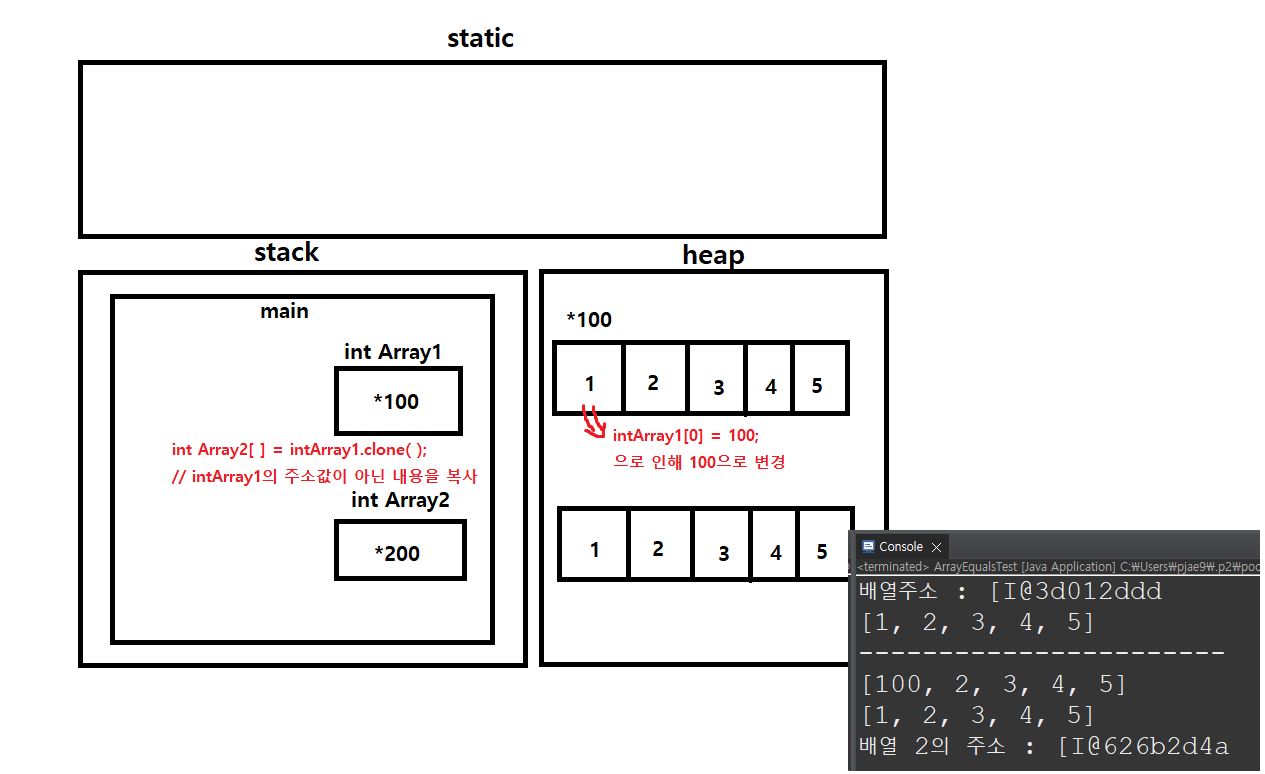 static
stack
heap
main
int Array1
*100
int Array2[ ] = intArray1.clone( );
// intArray1의 주소값이 아닌 내용을 복사
int Array2
*200
*100
1 2 3 4 5
intArray1[0] = 100;
으로 인해 100으로 변경
1 2 3 4 5
Console
<terminated> ArrayEqualsTest [Java Application] C:₩Users₩pjae9₩.p2₩poo
배열주소 : [I@3d012ddd
[1, 2, 3, 4, 5]
-----------------------
[100, 2, 3, 4, 5]
[1, 2, 3, 4, 5]
배열 2의 주소 : [I@626b2d4a